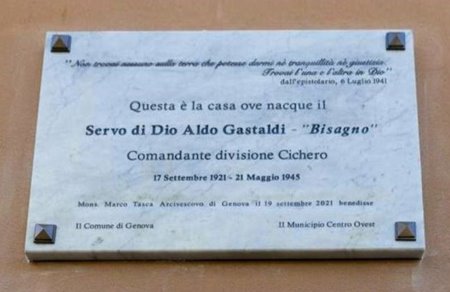 "Non trovai nessuno sulla terra che potesse darmi nè tranquillità nè giustizia.
Trovai l'una e l'altra in Dio"
dall'epistolario, 6 Luglio 1941
Questa è la casa ove nacque il
Servo di Dio Aldo Gastaldi - "Bisagno"
Comandante divisione Cichero
17 Settembre 1921 - 21 Maggio 1945
Mons. Marco Tasca Arcivescovo di Genova il 19 settembre 2021 benedisse
Il Comune di Genova
Il Municipio Centro Ovest